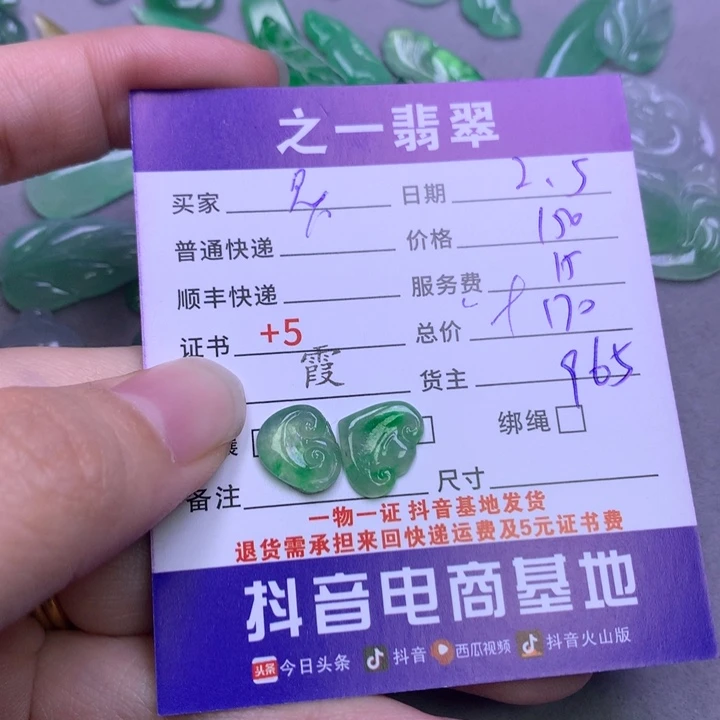 之一翡翠
买家 日期 2.5
普通快递 价格 150
顺丰快递 服务费 15
证书 +5 总价 170
霞 货主 965
绑绳
备注 尺寸
一物一证 抖音基地发货
退货需承担来回快递运费及5元证书费
抖音电商基地
头条 今日头条 抖音 西瓜视频 抖音火山版